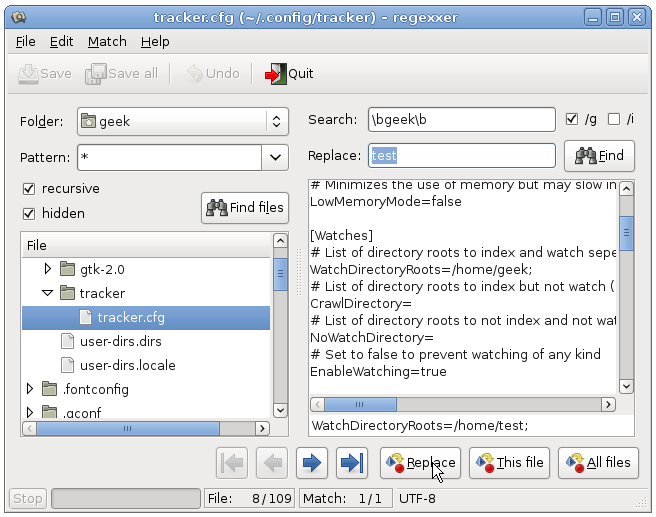 tracker.cfg (~/.config/tracker) – regexxer
File Edit Match Help
Save Save all Undo Quit
Folder: geek
Pattern: *
recursive
hidden
Find files
Search: \bgeek\b /g /i
Replace: test Find
File
gtk-2.0
tracker
tracker.cfg
user-dirs.dirs
user-dirs.locale
.fontconfig
.gconf
# Minimizes the use of memory but may slow in
LowMemoryMode=false
[Watches]
# List of directory roots to index and watch sepe
WatchDirectoryRoots=/home/geek;
# List of directory roots to index but not watch (
CrawlDirectory=
# List of directory roots to not index and not wat
NoWatchDirectory=
# Set to false to prevent watching of any kind
EnableWatching=true
WatchDirectoryRoots=/home/test;
Replace This file All files
Stop File: 8/109 Match: 1/1 UTF-8